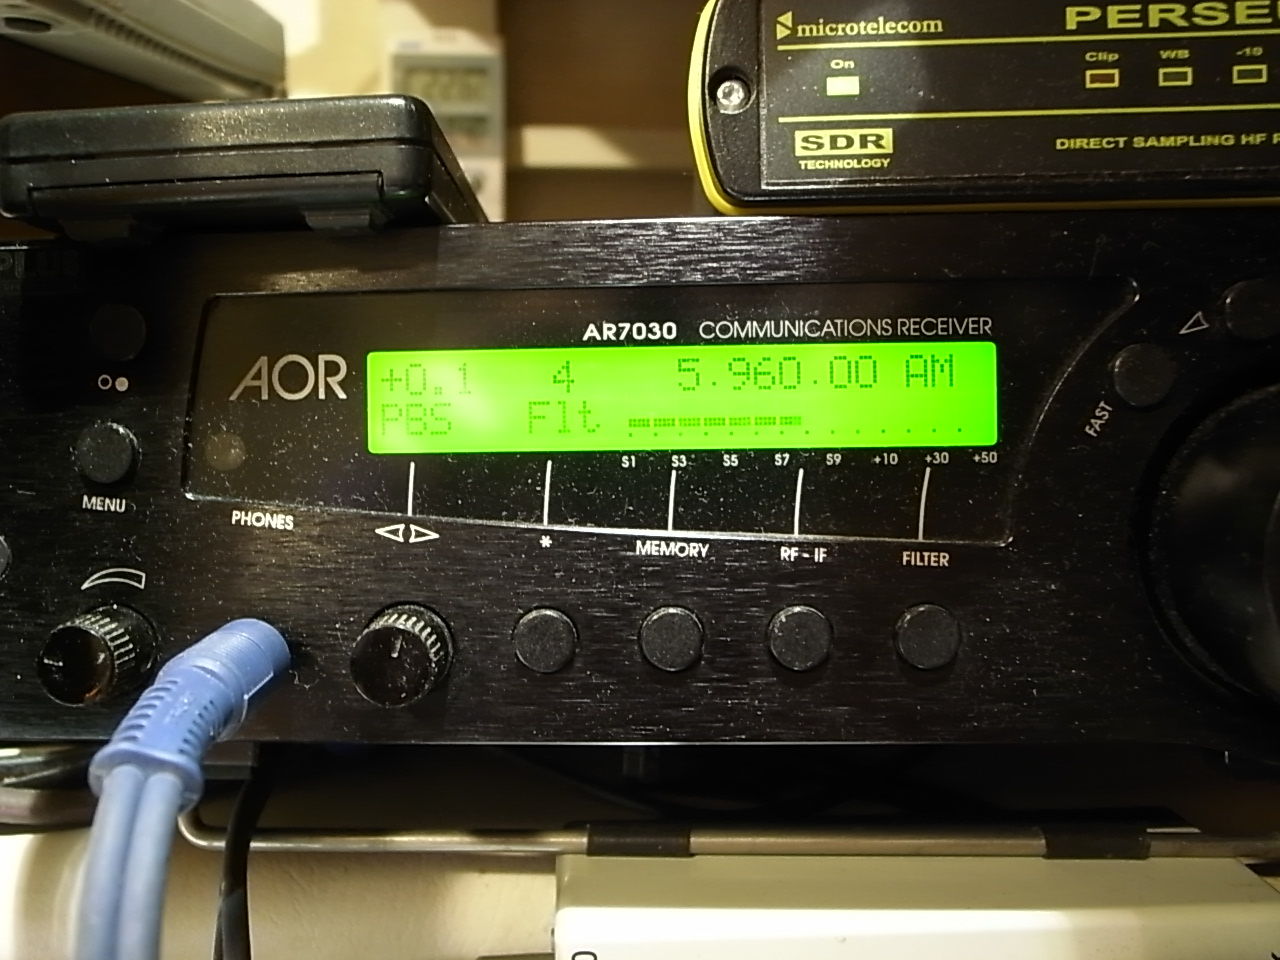 microtelecom
PERSE
On
Clip
WB
-10
SDR
TECHNOLOGY
DIRECT SAMPLING HF
AR7030 COMMUNICATIONS RECEIVER
AOR
+0.1 4 5.960.00 AM
PBS Flt
S1 S3 S5 S7 S9 +10 +30 +50
FAST
MENU
PHONES
*
MEMORY
RF - IF
FILTER